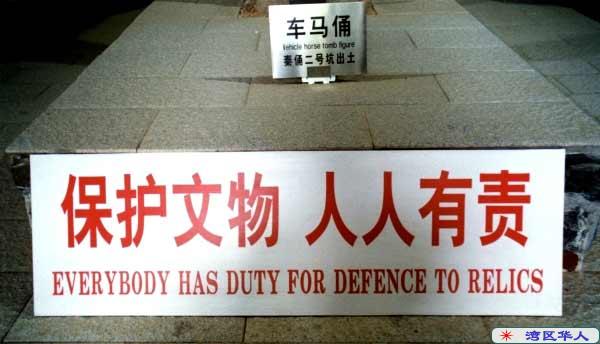 车马俑
Vehicle horse tomb figure
秦俑二号坑出土
保护文物 人人有责
EVERYBODY HAS DUTY FOR DEFENCE TO RELICS
湾区华人